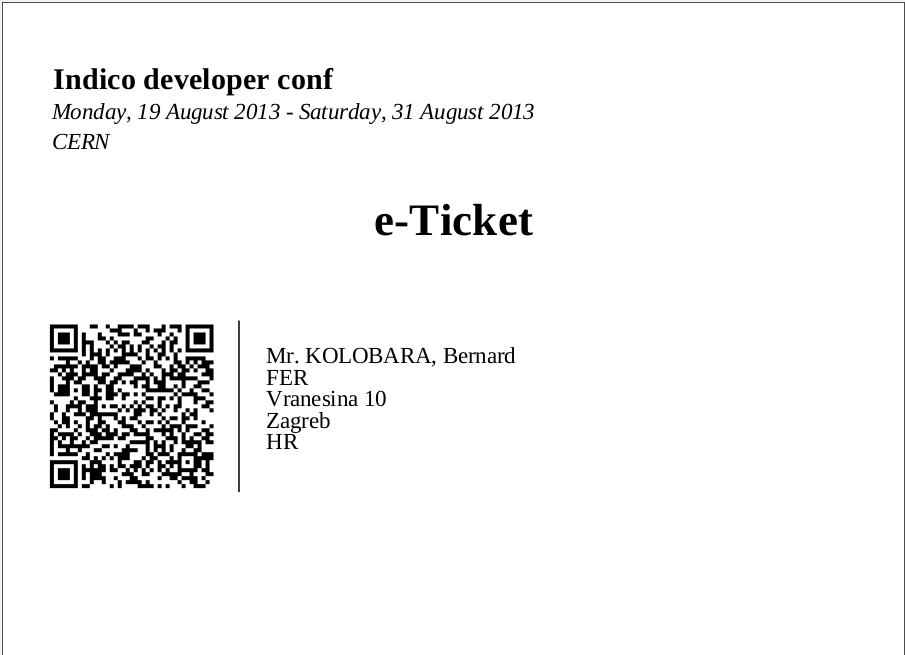 Indico developer conf
Monday, 19 August 2013 - Saturday, 31 August 2013
CERN
e-Ticket
Mr. KOLOBARA, Bernard
FER
Vranesina 10
Zagreb
HR